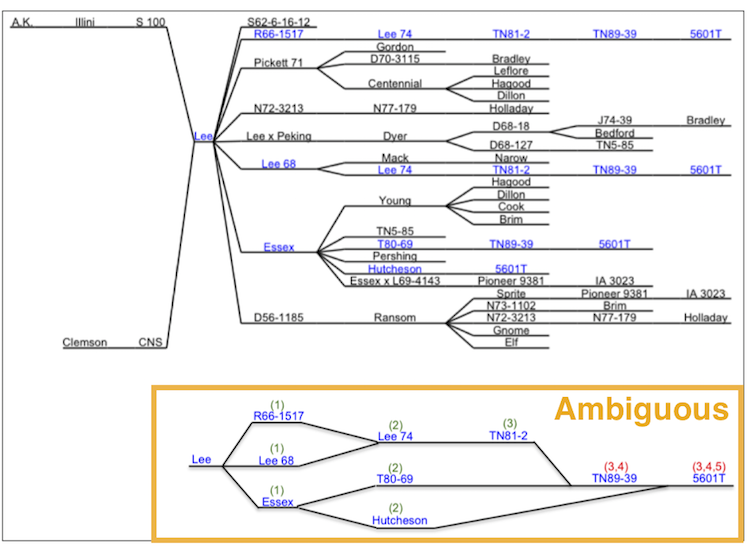 A.K. Illini S 100 S62-6-16-12
R66-1517 Lee 74 TN81-2 TN89-39 5601T
Gordon
D70-3115 Bradley
Pickett 71
Leflore
Centennial Hagood
Dillon
N72-3213 N77-179 Holladay
J74-39 Bradley
D68-18
Lee Lee x Peking Dyer Bedford
D68-127 TN5-85
Mack Narow
Lee 68
Lee 74 TN81-2 TN89-39 5601T
Hagood
Dillon
Young
Cook
Brim
TN5-85
Essex T80-69 TN89-39 5601T
Pershing
Hutcheson 5601T
Essex x L69-4143 Pioneer 9381 IA 3023
Sprite Pioneer 9381 IA 3023
N73-1102 Brim
D56-1185 Ransom N72-3213 N77-179 Holladay
Gnome
Elf
Clemson CNS
Ambiguous
(1)
R66-1517
(2) (3)
Lee 74 TN81-2
(1)
Lee Lee 68
(2) (3,4) (3,4,5)
T80-69 TN89-39 5601T
(1)
Essex
(2)
Hutcheson